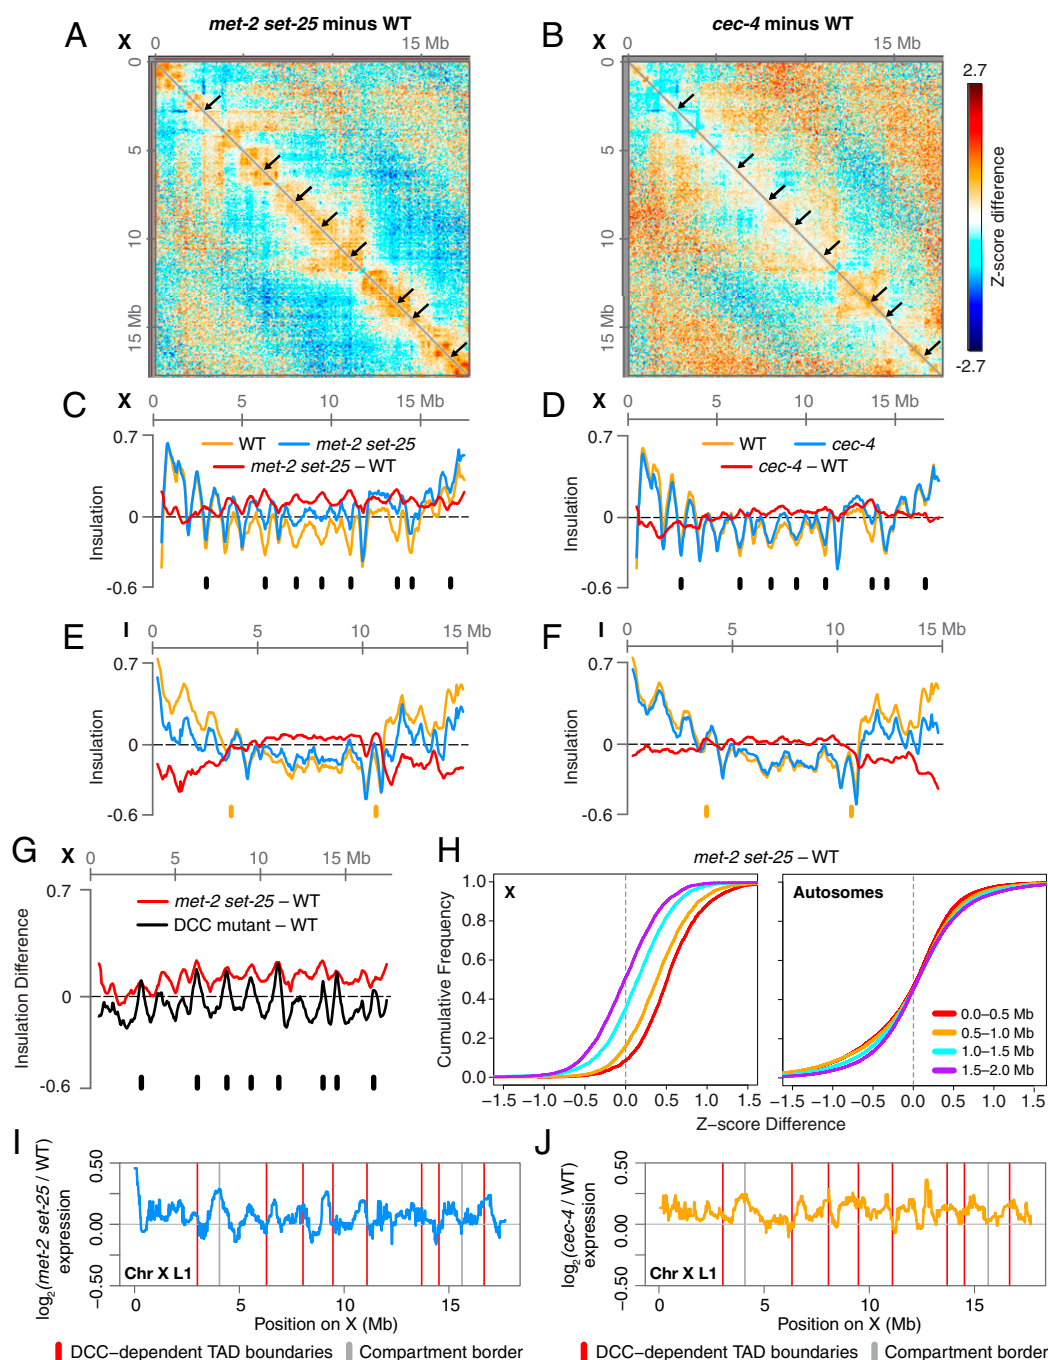 A
met-2 set-25 minus WT
X
0
15 Mb
0
5
10
15 Mb
B
cec-4 minus WT
X
0
15 Mb
0
5
10
15 Mb
2.7
Z-score difference
-2.7
C
X
0 5 10 15 Mb
0.7
0
-0.6
Insulation
WT
met-2 set-25
met-2 set-25 – WT
D
X
0 5 10 15 Mb
0.7
0
-0.6
Insulation
WT
cec-4
cec-4 – WT
E
I
0 5 10 15 Mb
0.7
0
-0.6
Insulation
F
I
0 5 10 15 Mb
0.7
0
-0.6
Insulation
G
X
0 5 10 15 Mb
0.7
0
-0.6
Insulation Difference
met-2 set-25 – WT
DCC mutant – WT
H
met-2 set-25 – WT
X
Autosomes
1.0
0.8
0.6
0.4
0.2
0.0
Cumulative Frequency
0.0–0.5 Mb
0.5–1.0 Mb
1.0–1.5 Mb
1.5–2.0 Mb
−1.5 −1.0 −0.5 0.0 0.5 1.0 1.5
−1.5 −1.0 −0.5 0.0 0.5 1.0 1.5
Z−score Difference
I
log2(met-2 set-25 / WT)
expression
0.50
0.00
−0.50
Chr X L1
0 5 10 15
Position on X (Mb)
DCC−dependent TAD boundaries
Compartment border
J
log2(cec-4 / WT)
expression
0.50
0.00
−0.50
Chr X L1
0 5 10 15
Position on X (Mb)
DCC−dependent TAD boundaries
Compartment border